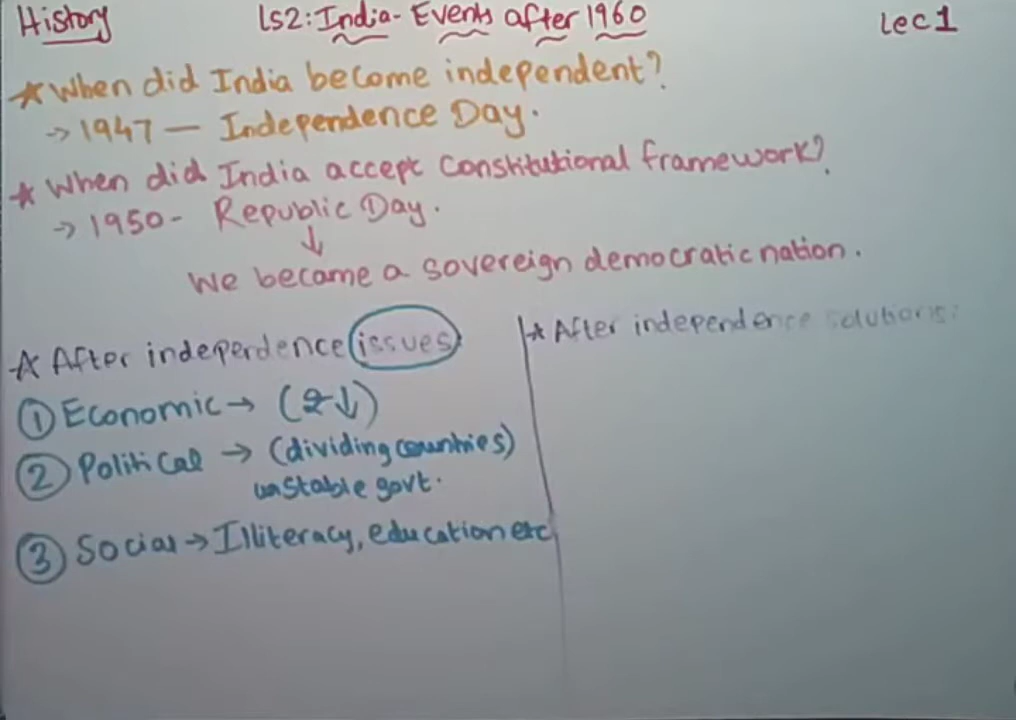 History
Ls2: India- Events after 1960
Lec 1
★ When did India become independent?
→ 1947 — Independence Day.
★ When did India accept Constitutional framework?
→ 1950 - Republic Day.
↓
We became a sovereign democratic nation.
★ After independence issues
① Economic → (₹↓)
② Political → (dividing countries)
unstable govt.
③ Social → Illiteracy, education etc
★ After independence solutions: